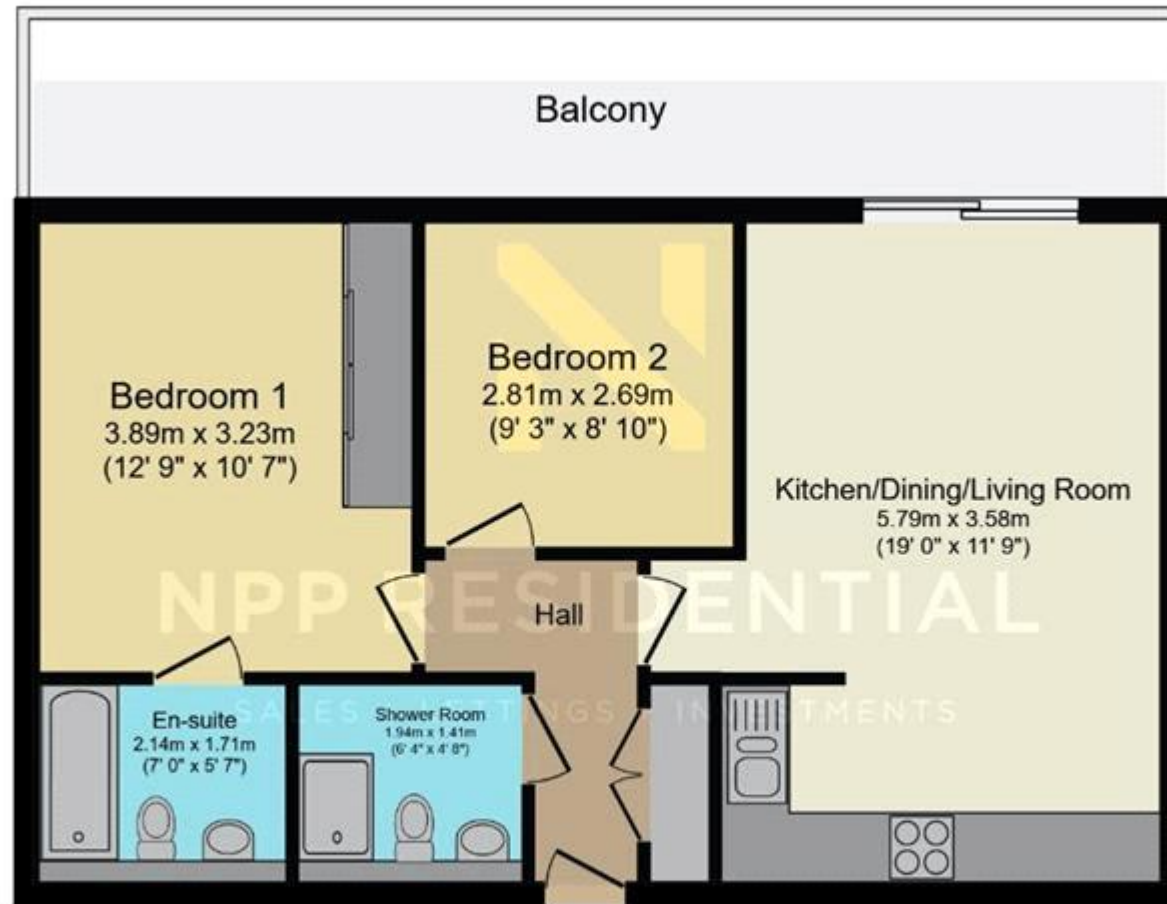 Balcony
Bedroom 1
3.89m x 3.23m
(12' 9" x 10' 7")
Bedroom 2
2.81m x 2.69m
(9' 3" x 8' 10")
Kitchen/Dining/Living Room
5.79m x 3.58m
(19' 0" x 11' 9")
Hall
NPP RESIDENTIAL
En-suite
2.14m x 1.71m
(7' 0" x 5' 7")
Shower Room
1.94m x 1.41m
(6' 4" x 4' 8")
SALES